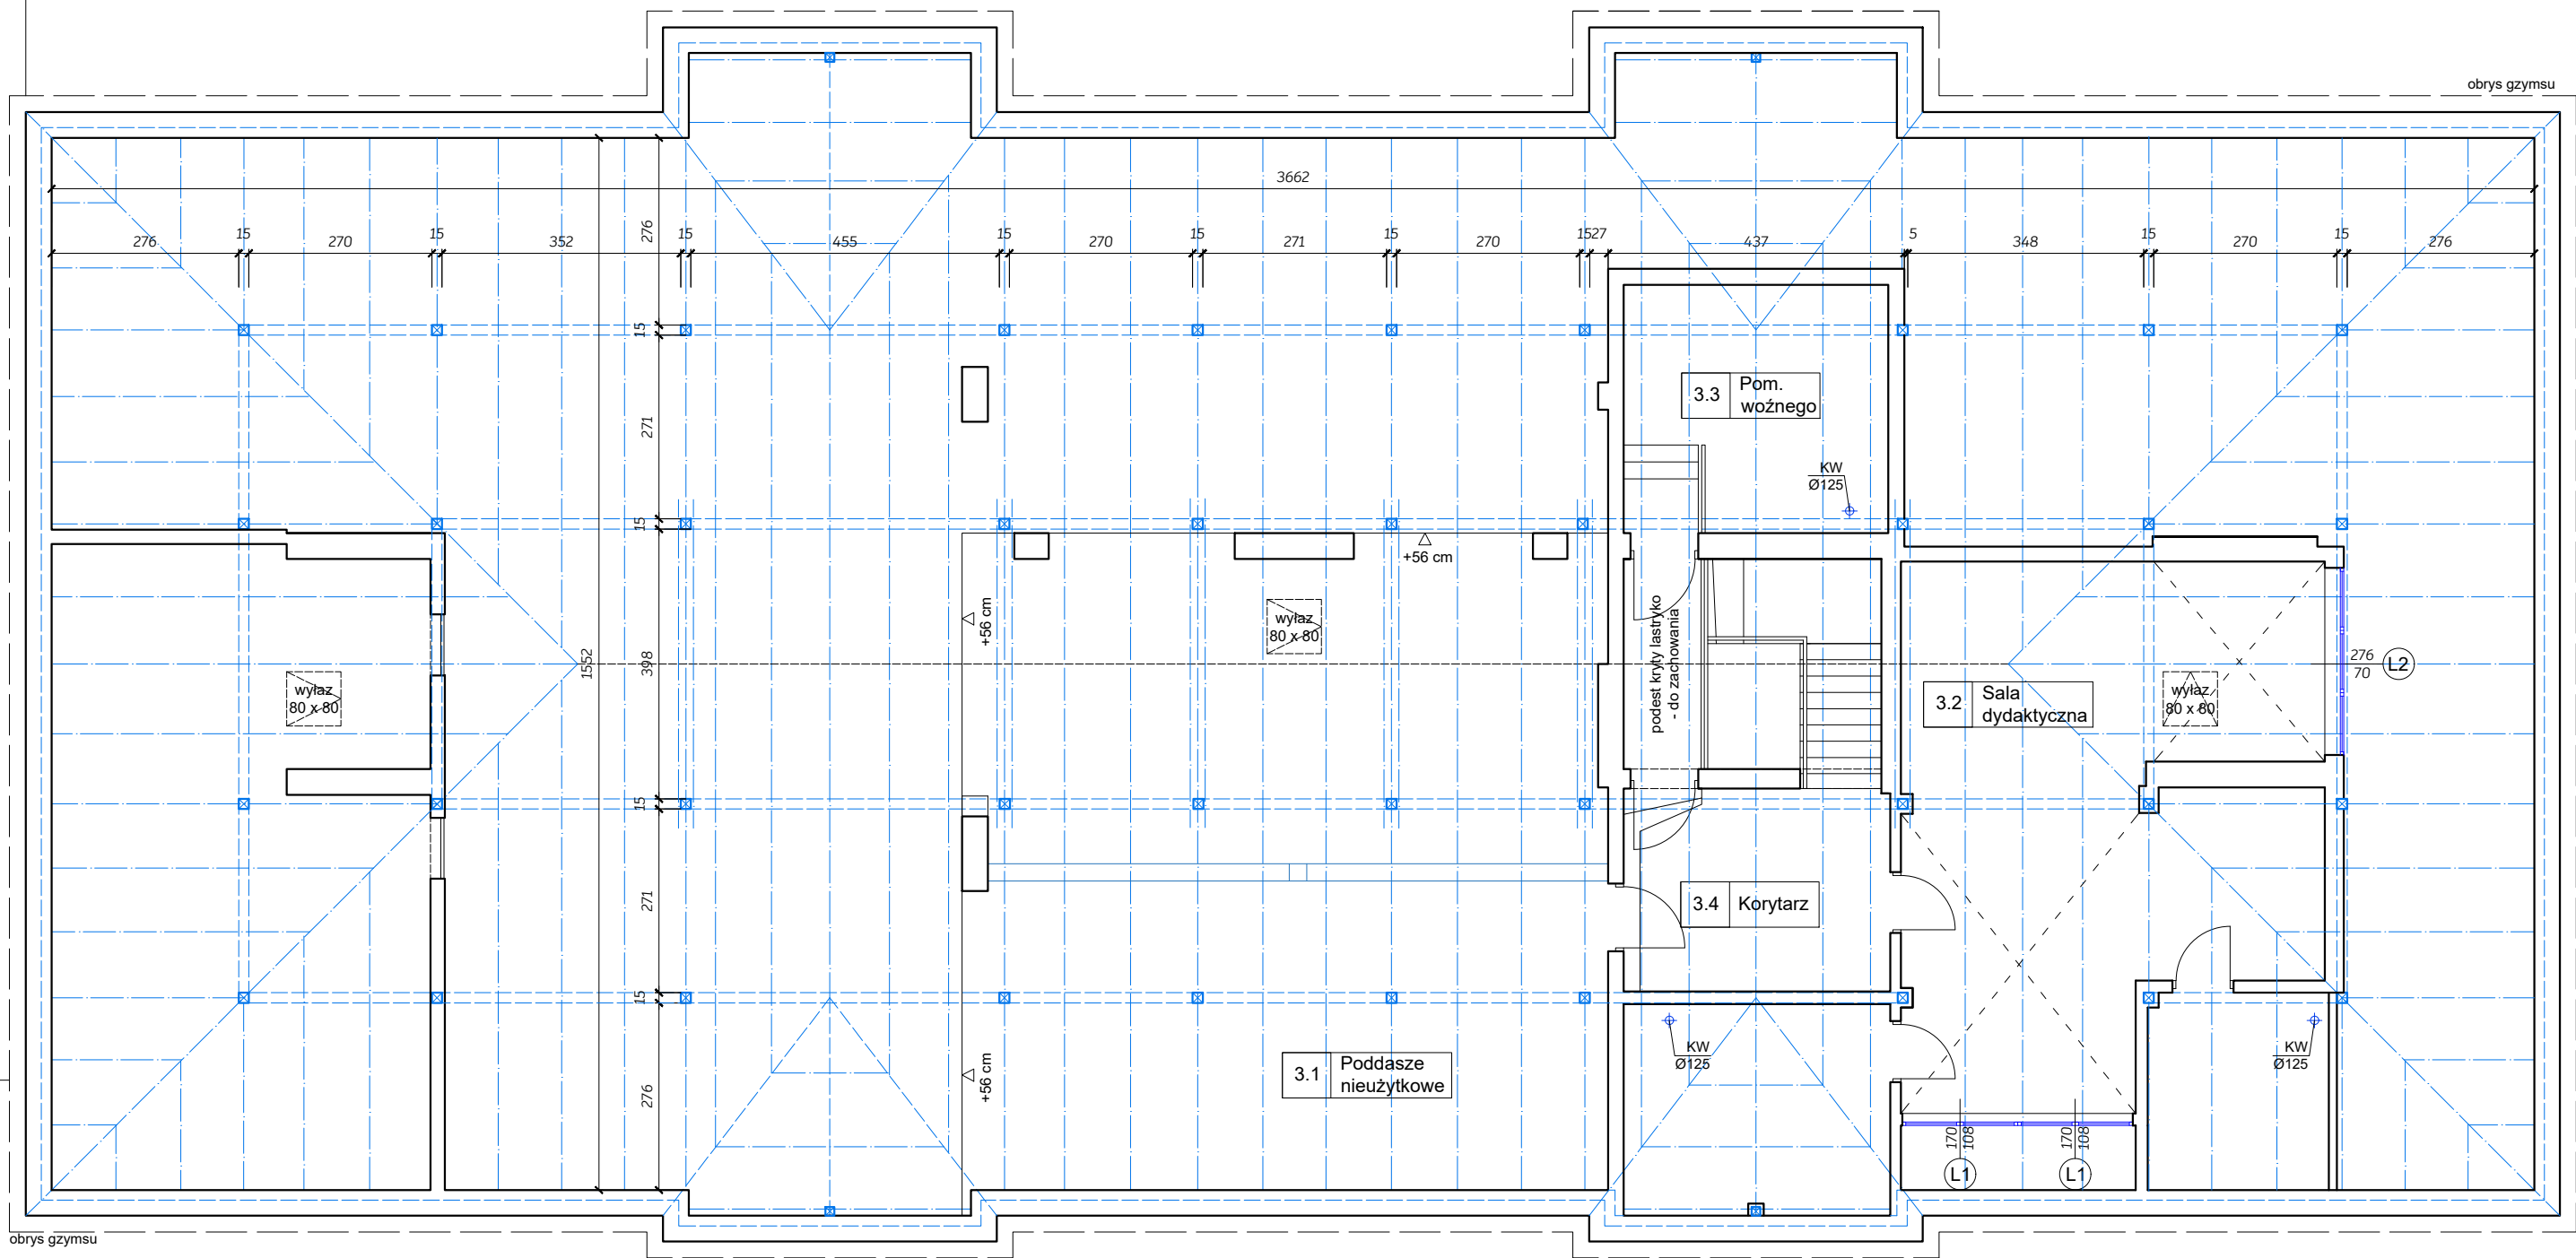 obrys gzymsu
3662
276
15
270
15
352
276
15
455
15
270
15
271
15
270
1527
437
5
348
15
270
15
276
15
271
15
1552
398
15
271
15
276
3.3
Pom.
woźnego
KW
Ø125
+56 cm
+56 cm
wyłaz
80 x 80
wyłaz
80 x 80
podest kryty lastryko
- do zachowania
3.2
Sala
dydaktyczna
wyłaz
80 x 80
276
70
L2
3.4
Korytarz
+56 cm
3.1
Poddasze
nieużytkowe
KW
Ø125
KW
Ø125
170
108
170
108
L1
L1
obrys gzymsu